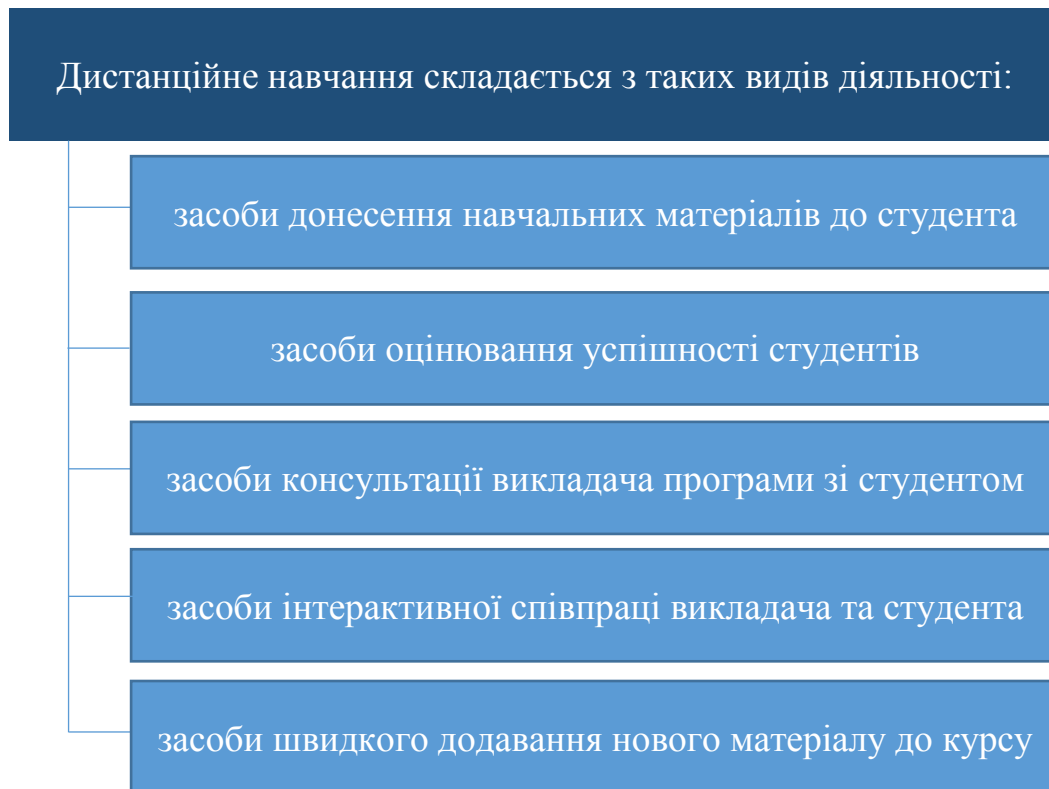 Дистанційне навчання складається з таких видів діяльності:
засоби донесення навчальних матеріалів до студента
засоби оцінювання успішності студентів
засоби консультації викладача програми зі студентом
засоби інтерактивної співпраці викладача та студента
засоби швидкого додавання нового матеріалу до курсу